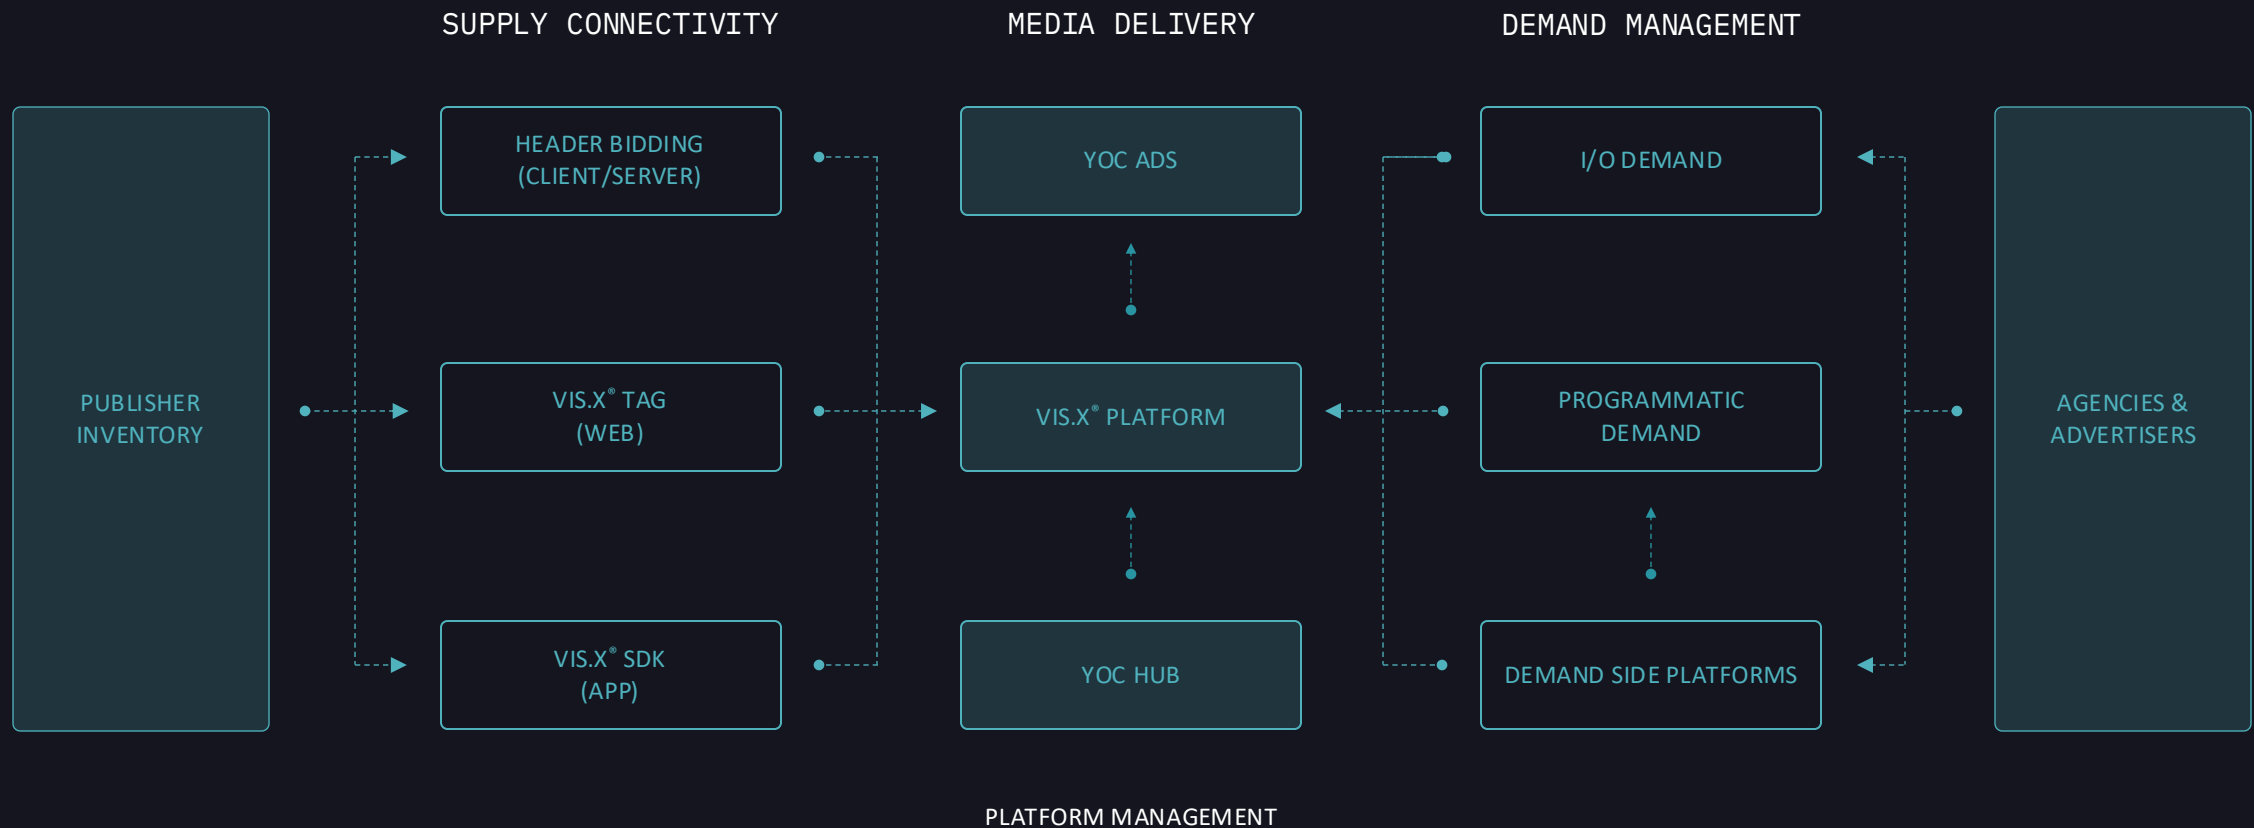 SUPPLY CONNECTIVITY
MEDIA DELIVERY
DEMAND MANAGEMENT
PUBLISHER
INVENTORY
HEADER BIDDING
(CLIENT/SERVER)
VIS.X® TAG
(WEB)
VIS.X® SDK
(APP)
YOC ADS
VIS.X® PLATFORM
YOC HUB
I/O DEMAND
PROGRAMMATIC
DEMAND
DEMAND SIDE PLATFORMS
AGENCIES &
ADVERTISERS
PLATFORM MANAGEMENT